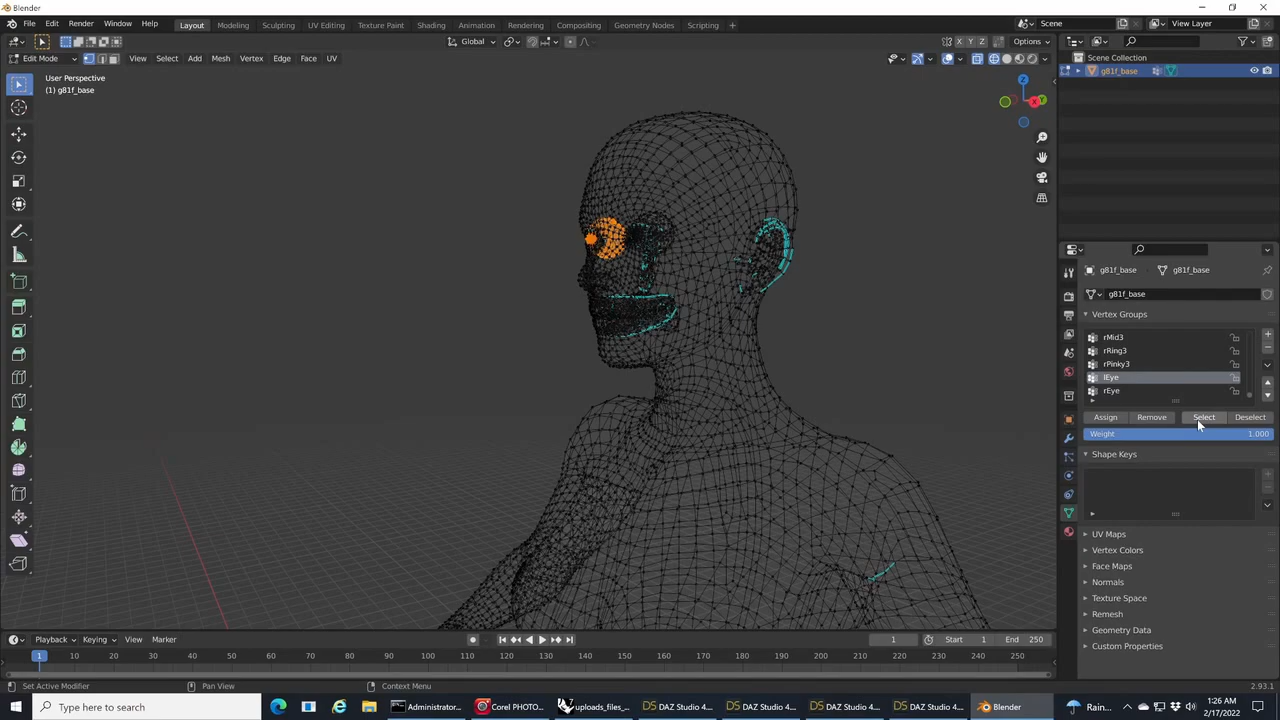 Blender
File Edit Render Window Help
Layout Modeling Sculpting UV Editing Texture Paint Shading Animation Rendering Compositing Geometry Nodes Scripting +
Scene
View Layer
Global
X Y Z Options
Edit Mode View Select Add Mesh Vertex Edge Face UV
User Perspective
(1) g81f_base
Z
X Y
Scene Collection
g81f_base
g81f_base g81f_base
g81f_base
Vertex Groups
rMid3
rRing3
rPinky3
lEye
rEye
Assign Remove Select Deselect
Weight 1.000
Shape Keys
UV Maps
Vertex Colors
Face Maps
Normals
Texture Space
Remesh
Geometry Data
Custom Properties
Playback Keying View Marker
1 Start 1 End 250
1 10 20 30 40 50 60 70 80 90 100 110 120 130 140 150 160 170 180 190 200 210 220 230 240 250
Set Active Modifier Pan View Context Menu 2.93.1
Type here to search
Administrator... Corel PHOTO... uploads_files_... DAZ Studio 4.... DAZ Studio 4.... DAZ Studio 4.... DAZ Studio 4.... Blender Rain...
1:26 AM
2/17/2022